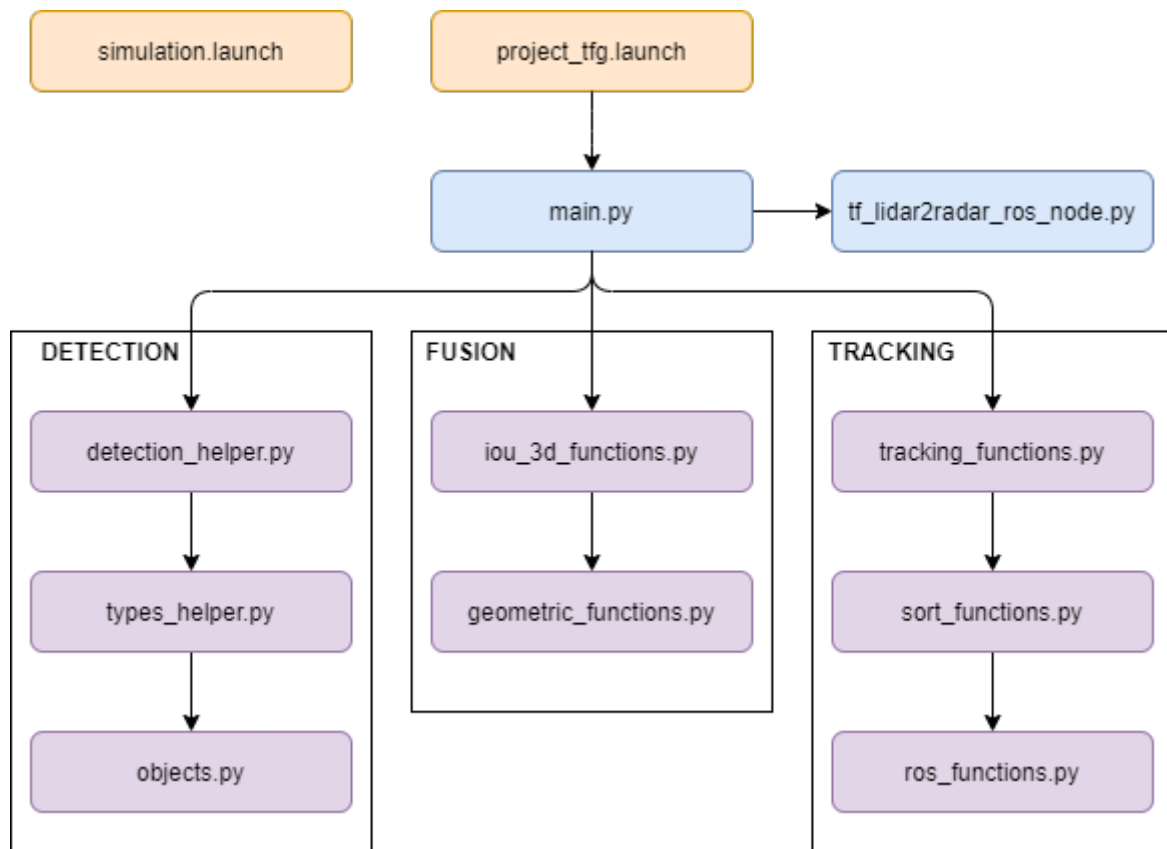 simulation.launch
project_tfg.launch
main.py
tf_lidar2radar_ros_node.py
DETECTION
FUSION
TRACKING
detection_helper.py
iou_3d_functions.py
tracking_functions.py
types_helper.py
geometric_functions.py
sort_functions.py
objects.py
ros_functions.py